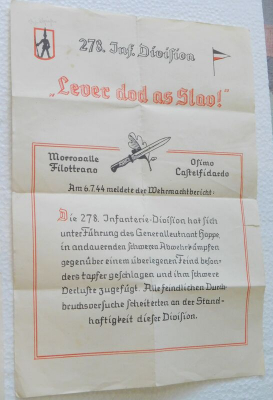 278. Inf. Division
„Lever dod as Slav!"
Morrovalle
Filottrano
Osimo
Castelfidardo
Am 6.7.44 meldete der Wehrmachtbericht:
Die 278. Infanterie-Division hat sich
unter Führung des Generalleutnant Hoppe
in andauernden schweren Abwehrkämpfen
gegenüber einem überlegenen Feind beson-
ders tapfer geschlagen und ihm schwere
Verluste zugefügt. Alle feindlichen Durch-
bruchsversuche scheiterten an der Stand-
haftigkeit dieser Division.